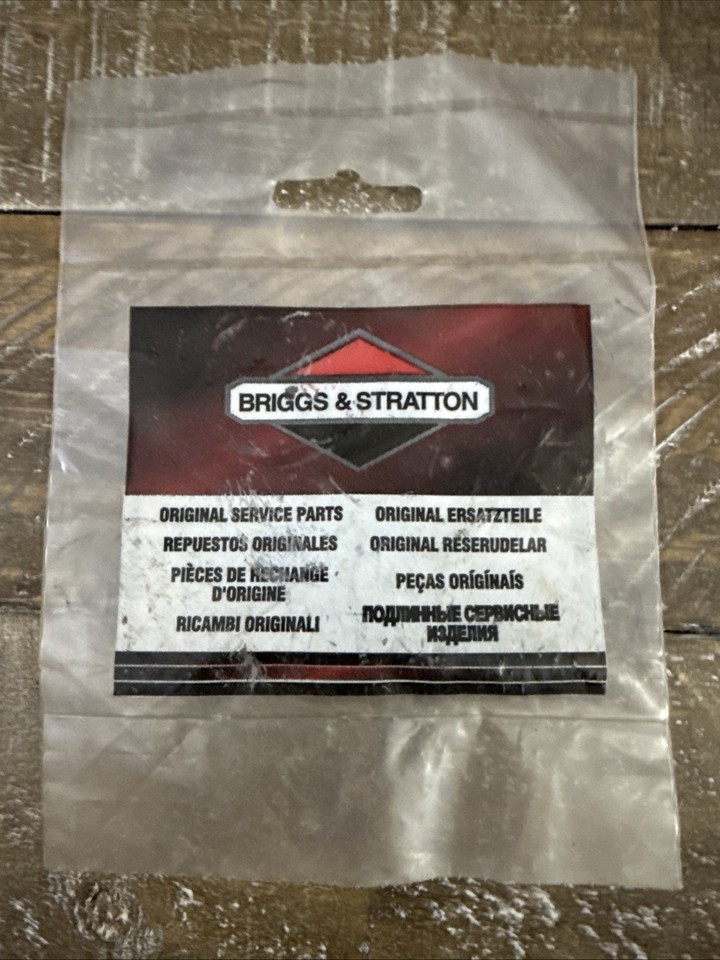 BRIGGS & STRATTON
ORIGINAL SERVICE PARTS
REPUESTOS ORIGINALES
PIÈCES DE RECHANGE
D'ORIGINE
RICAMBI ORIGINALI
ORIGINAL ERSATZTEILE
ORIGINAL RESERUDELAR
PEÇAS ORÍGÍNAÍS
ПОДЛИННЫЕ СЕРВИСНЫЕ
ИЗДЕЛИЯ